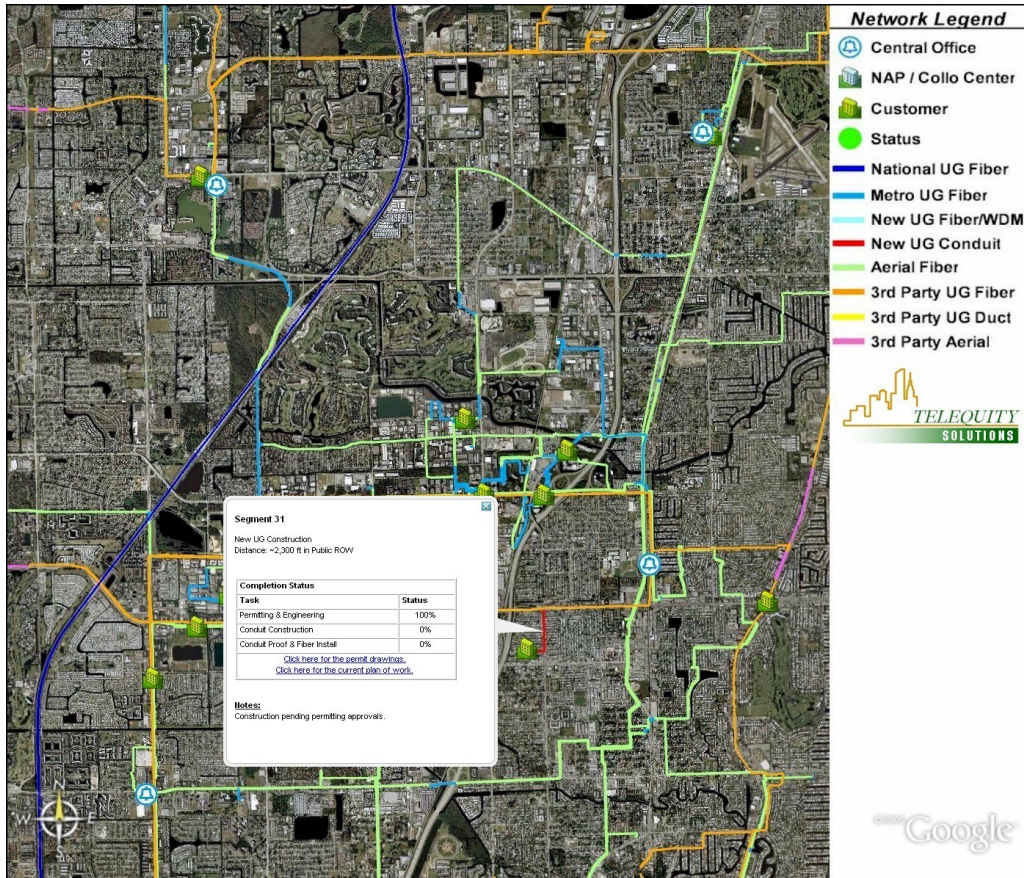 Network Legend
Central Office
NAP / Collo Center
Customer
Status
National UG Fiber
Metro UG Fiber
New UG Fiber/WDM
New UG Conduit
Aerial Fiber
3rd Party UG Fiber
3rd Party UG Duct
3rd Party Aerial
TELEQUITY
SOLUTIONS
Segment 31
New UG Construction
Distance: ~2,300 ft in Public ROW
Completion Status
Task Status
Permitting & Engineering 100%
Conduit Construction 0%
Conduit Proof & Fiber Install 0%
Click here for the permit drawings.
Click here for the current plan of work.
Notes:
Construction pending permitting approvals.
N
W E
Google